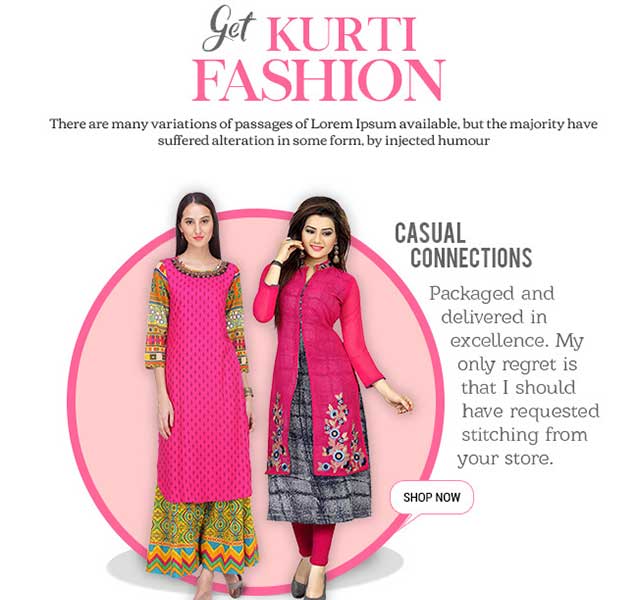 Get KURTI
FASHION
There are many variations of passages of Lorem Ipsum available, but the majority have
suffered alteration in some form, by injected humour
CASUAL
CONNECTIONS
Packaged and
delivered in
excellence. My
only regret is
that I should
have requested
stitching from
your store.
SHOP NOW